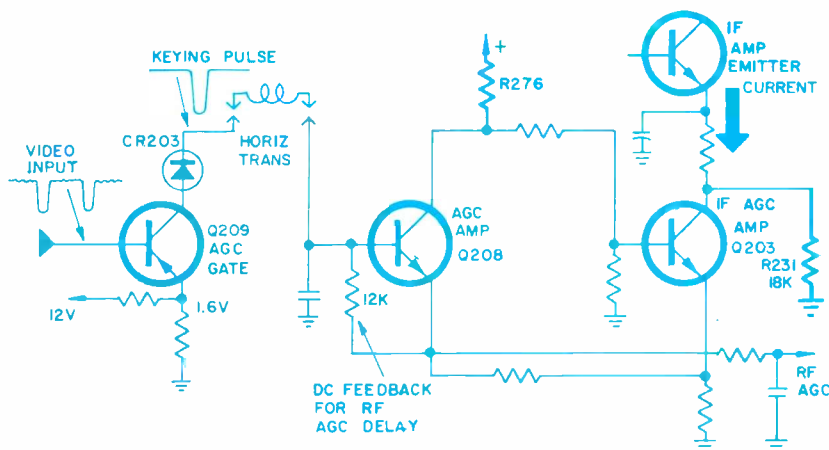 KEYING PULSE
IF
AMP
EMITTER
CURRENT
+
R276
CR203
HORIZ
TRANS
VIDEO
INPUT
Q209
AGC
GATE
AGC
AMP
Q208
IF AGC
AMP
Q203
R231
18K
12V
1.6V
12K
DC FEEDBACK
FOR RF
AGC DELAY
RF
AGC